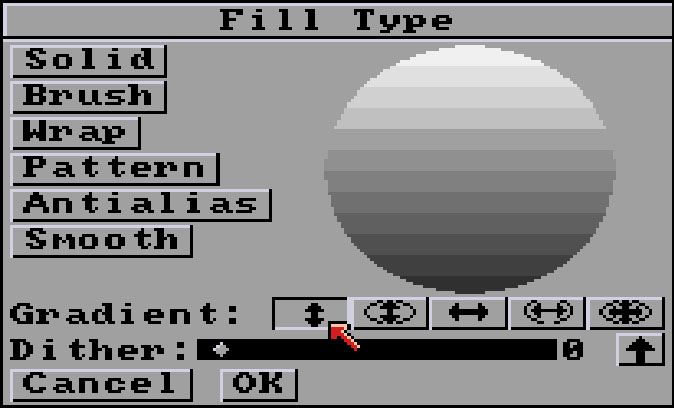 Fill Type
Solid
Brush
Wrap
Pattern
Antialias
Smooth
Gradient:
Dither: 0
Cancel OK